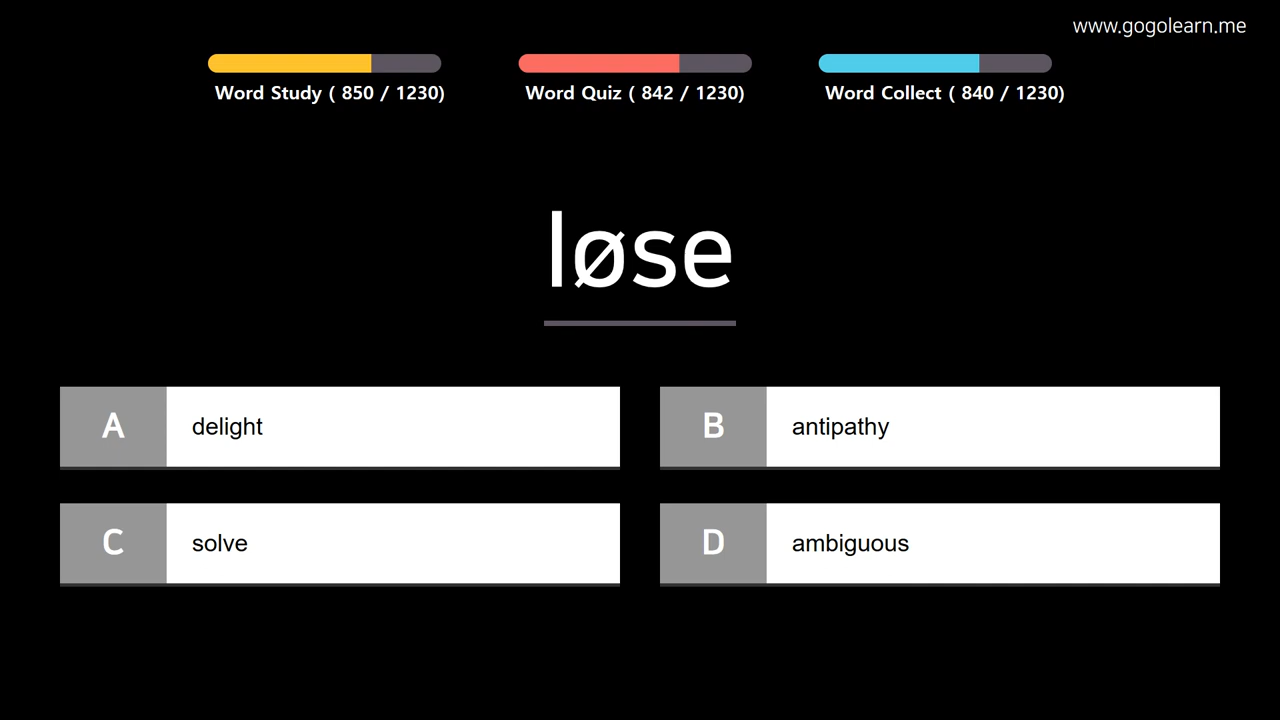 www.gogolearn.me
Word Study ( 850 / 1230)
Word Quiz ( 842 / 1230)
Word Collect ( 840 / 1230)
løse
A delight
B antipathy
C solve
D ambiguous